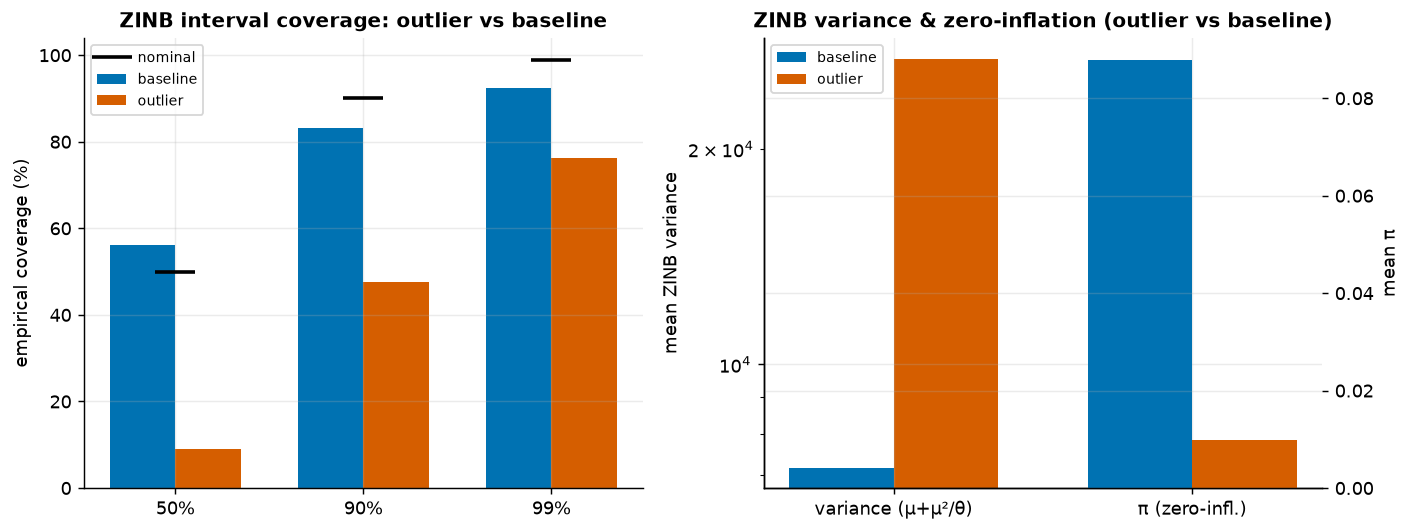 ZINB interval coverage: outlier vs baseline
nominal
baseline
outlier
empirical coverage (%)
100
80
60
40
20
0
50%
90%
99%
ZINB variance & zero-inflation (outlier vs baseline)
baseline
outlier
mean ZINB variance
2 × 10⁴
10⁴
variance (μ+μ²/θ)
π (zero-infl.)
mean π
0.08
0.06
0.04
0.02
0.00